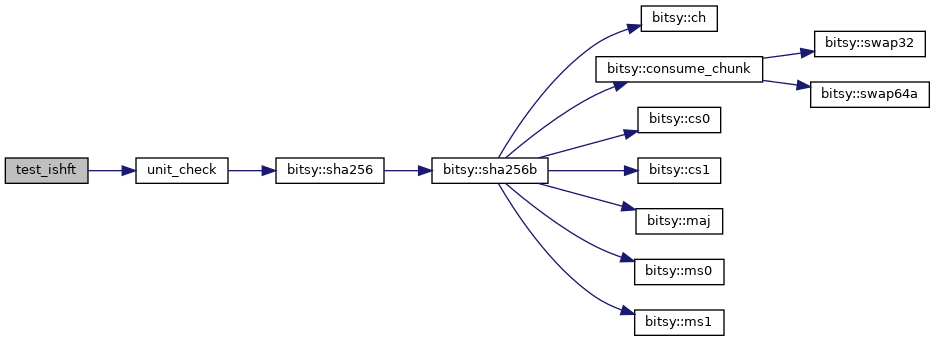 test_ishft
unit_check
bitsy::sha256
bitsy::sha256b
bitsy::ch
bitsy::consume_chunk
bitsy::swap32
bitsy::swap64a
bitsy::cs0
bitsy::cs1
bitsy::maj
bitsy::ms0
bitsy::ms1